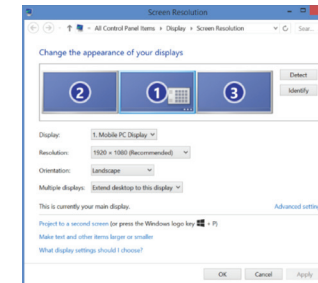 Screen Resolution
All Control Panel Items ▸ Display ▸ Screen Resolution
Sear...
Change the appearance of your displays
2 1 3
Detect
Identify
Display: 1. Mobile PC Display
Resolution: 1920 × 1060 (Recommended)
Orientation: Landscape
Multiple displays: Extend desktop to this display
This is currently your main display.
Advanced settin
Project to a second screen (or press the Windows logo key + P)
Make text and other items larger or smaller
What display settings should I choose?
OK Cancel Apply